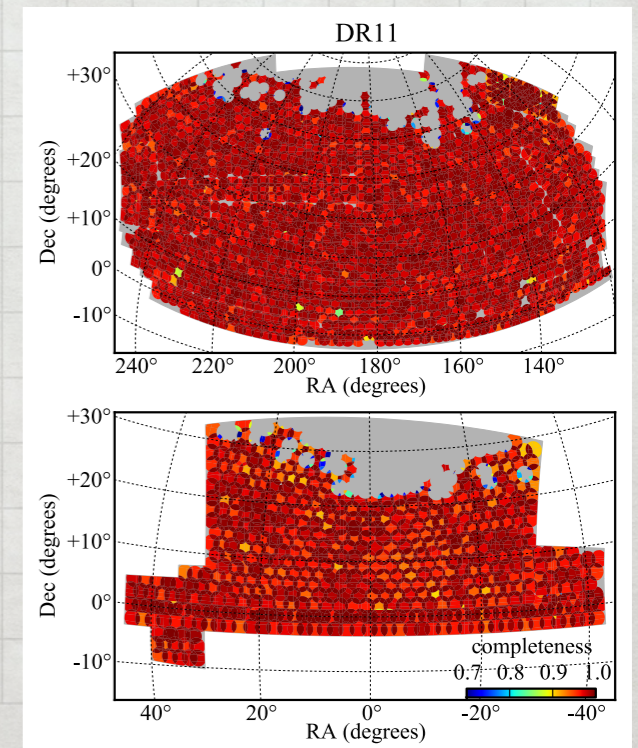 DR11
+30°
+20°
+10°
0°
-10°
Dec (degrees)
240° 220° 200° 180° 160° 140°
RA (degrees)
+30°
+20°
+10°
0°
-10°
Dec (degrees)
completeness
0.7 0.8 0.9 1.0
40° 20° 0° -20° -40°
RA (degrees)